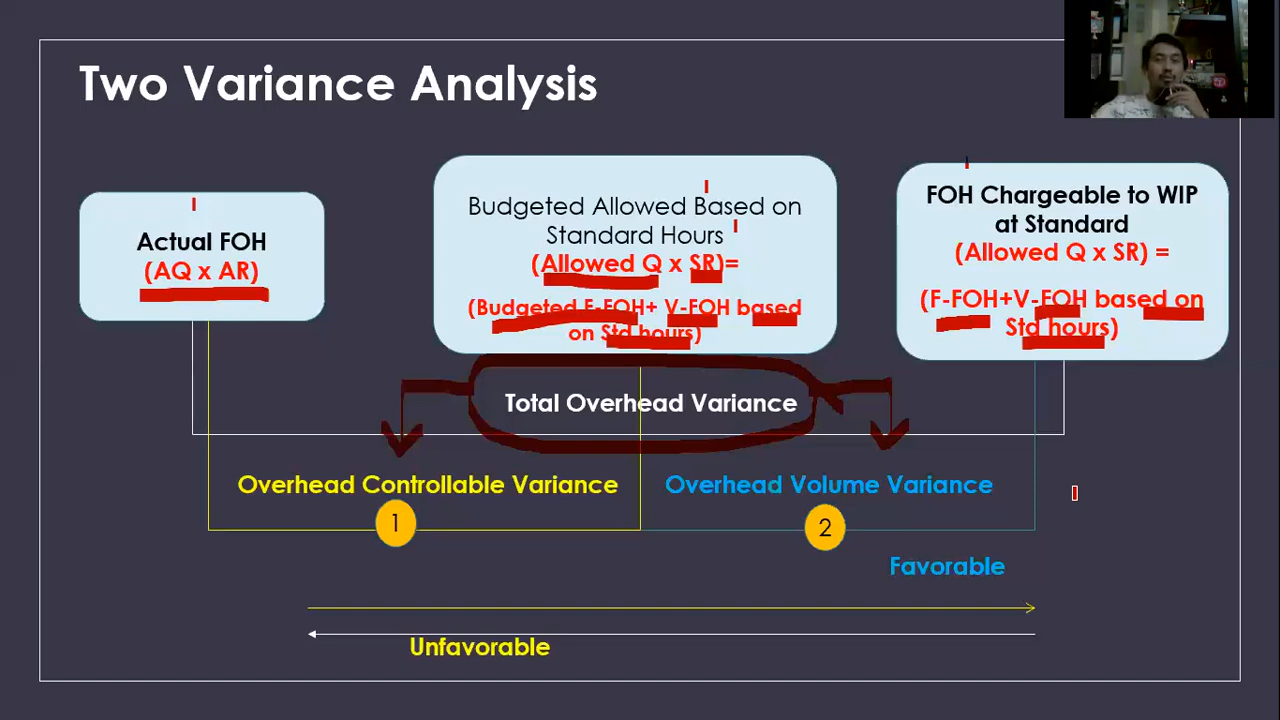 Two Variance Analysis
Actual FOH
(AQ x AR)
Budgeted Allowed Based on
Standard Hours
(Allowed Q x SR)=
(Budgeted F-FOH+ V-FOH based
on Std hours)
FOH Chargeable to WIP
at Standard
(Allowed Q x SR) =
(F-FOH+V-FOH based on
Std hours)
Total Overhead Variance
Overhead Controllable Variance
Overhead Volume Variance
1
2
Favorable
Unfavorable